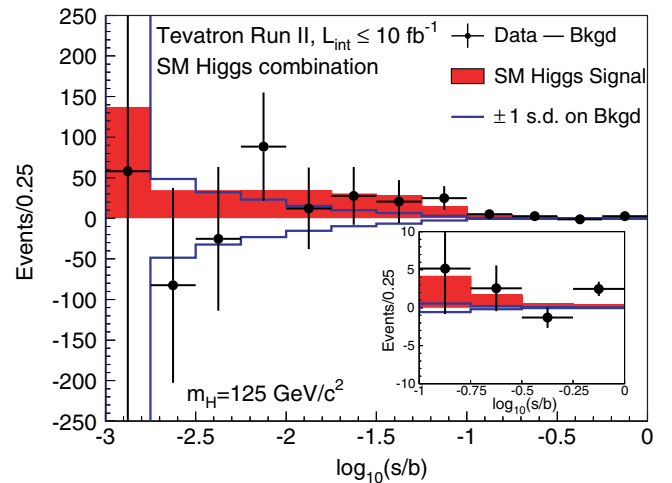 Tevatron Run II, L_int ≤ 10 fb⁻¹
SM Higgs combination
Data — Bkgd
SM Higgs Signal
±1 s.d. on Bkgd
Events/0.25
250
200
150
100
50
0
-50
-100
-150
-200
-250
m_H=125 GeV/c²
-3
-2.5
-2
-1.5
-1
-0.5
0
log₁₀(s/b)
Events/0.25
10
5
0
-5
-10
-1
-0.75
-0.5
-0.25
0
log₁₀(s/b)